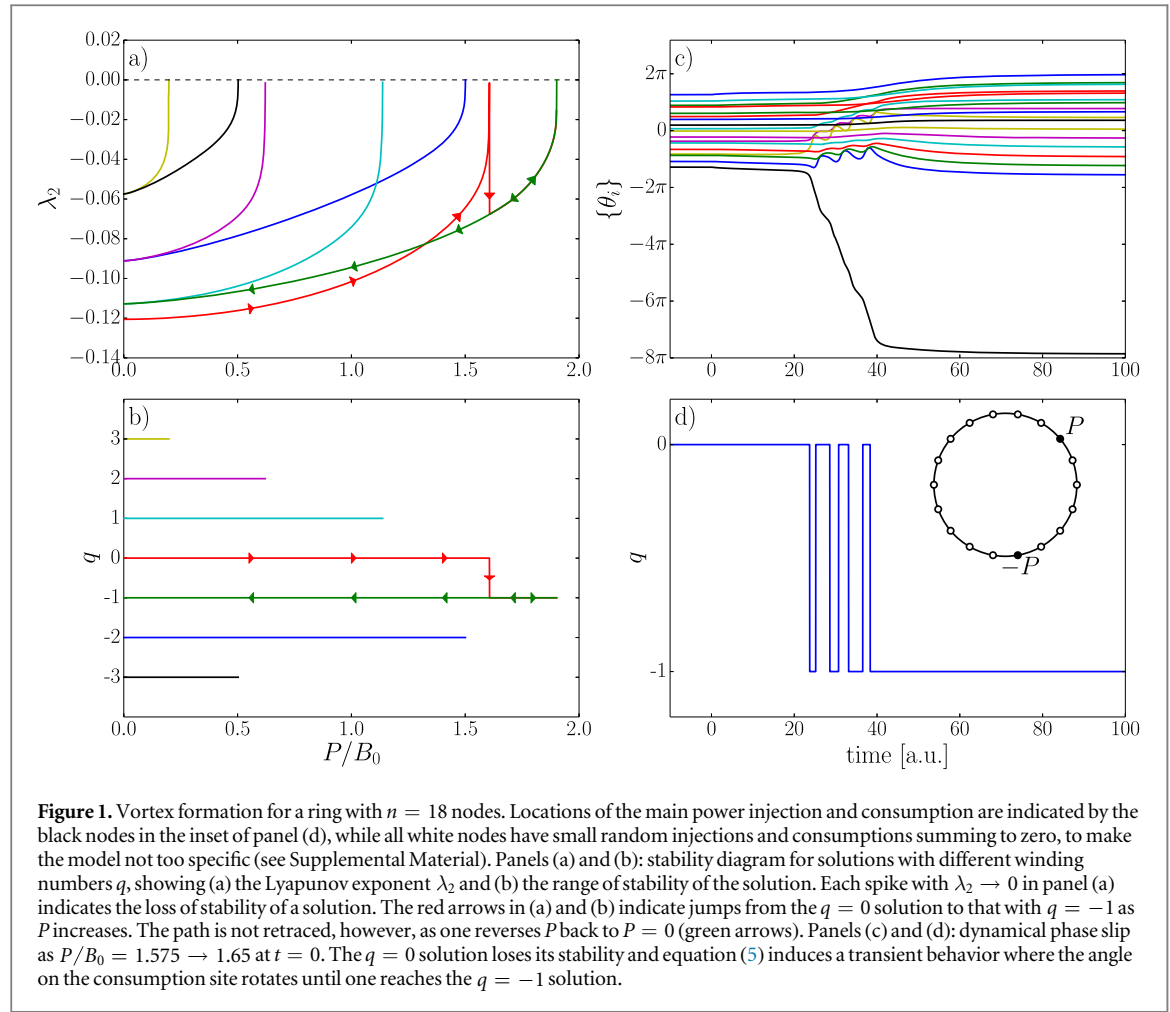 a)
0.02
0.00
−0.02
−0.04
−0.06
−0.08
−0.10
−0.12
−0.14
λ₂
0.0 0.5 1.0 1.5 2.0
c)
2π
0
−2π
−4π
−6π
−8π
{θᵢ}
0 20 40 60 80 100
b)
3
2
1
0
-1
-2
-3
q
0.0 0.5 1.0 1.5 2.0
P/B₀
d)
0
-1
q
P
−P
0 20 40 60 80 100
time [a.u.]
Figure 1. Vortex formation for a ring with n = 18 nodes. Locations of the main power injection and consumption are indicated by the
black nodes in the inset of panel (d), while all white nodes have small random injections and consumptions summing to zero, to make
the model not too specific (see Supplemental Material). Panels (a) and (b): stability diagram for solutions with different winding
numbers q, showing (a) the Lyapunov exponent λ₂ and (b) the range of stability of the solution. Each spike with λ₂ → 0 in panel (a)
indicates the loss of stability of a solution. The red arrows in (a) and (b) indicate jumps from the q = 0 solution to that with q = −1 as
P increases. The path is not retraced, however, as one reverses P back to P = 0 (green arrows). Panels (c) and (d): dynamical phase slip
as P/B₀ = 1.575 → 1.65 at t = 0. The q = 0 solution loses its stability and equation (5) induces a transient behavior where the angle
on the consumption site rotates until one reaches the q = −1 solution.